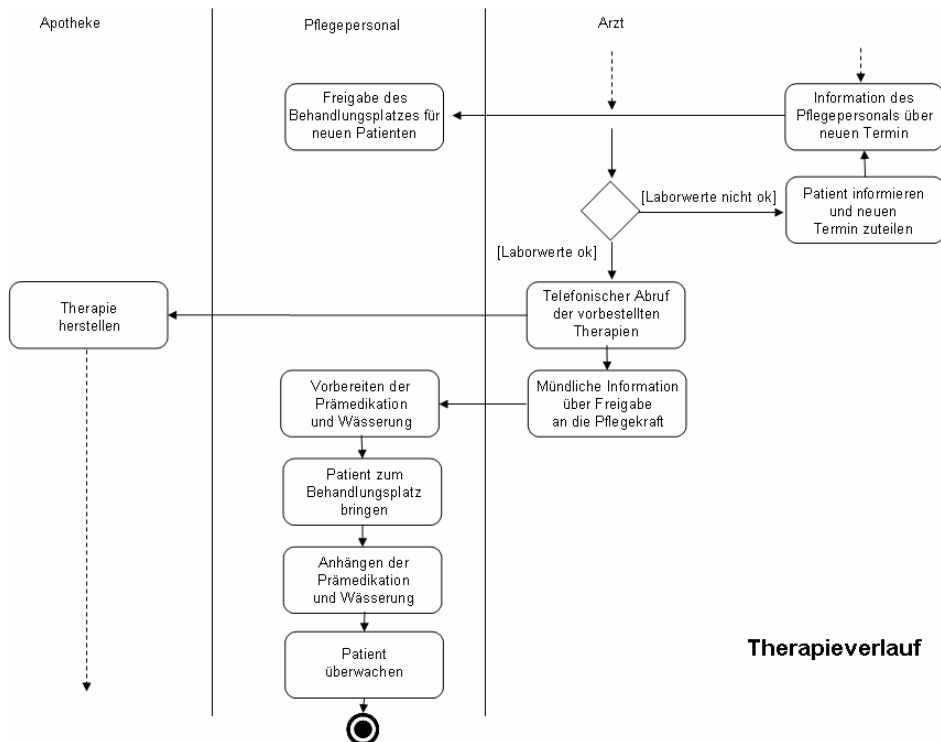 Apotheke
Pflegepersonal
Arzt
Freigabe des
Behandlungsplatzes für
neuen Patienten
Information des
Pflegepersonals über
neuen Termin
[Laborwerte nicht ok]
Patient informieren
und neuen
Termin zuteilen
[Laborwerte ok]
Therapie
herstellen
Telefonischer Abruf
der vorbestellten
Therapien
Vorbereiten der
Prämedikation
und Wässerung
Mündliche Information
über Freigabe
an die Pflegekraft
Patient zum
Behandlungsplatz
bringen
Anhängen der
Prämedikation
und Wässerung
Patient
überwachen
Therapieverlauf